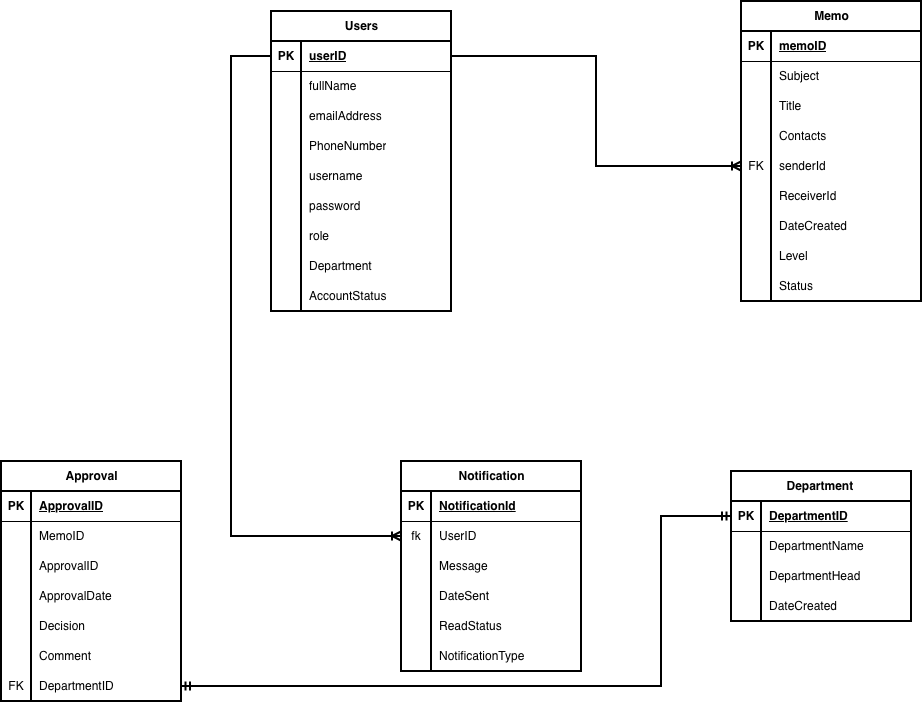 Users
PK userID
fullName
emailAddress
PhoneNumber
username
password
role
Department
AccountStatus
Memo
PK memoID
Subject
Title
Contacts
FK senderId
ReceiverId
DateCreated
Level
Status
Approval
PK ApprovalID
MemoID
ApprovalID
ApprovalDate
Decision
Comment
FK DepartmentID
Notification
PK NotificationId
fk UserID
Message
DateSent
ReadStatus
NotificationType
Department
PK DepartmentID
DepartmentName
DepartmentHead
DateCreated